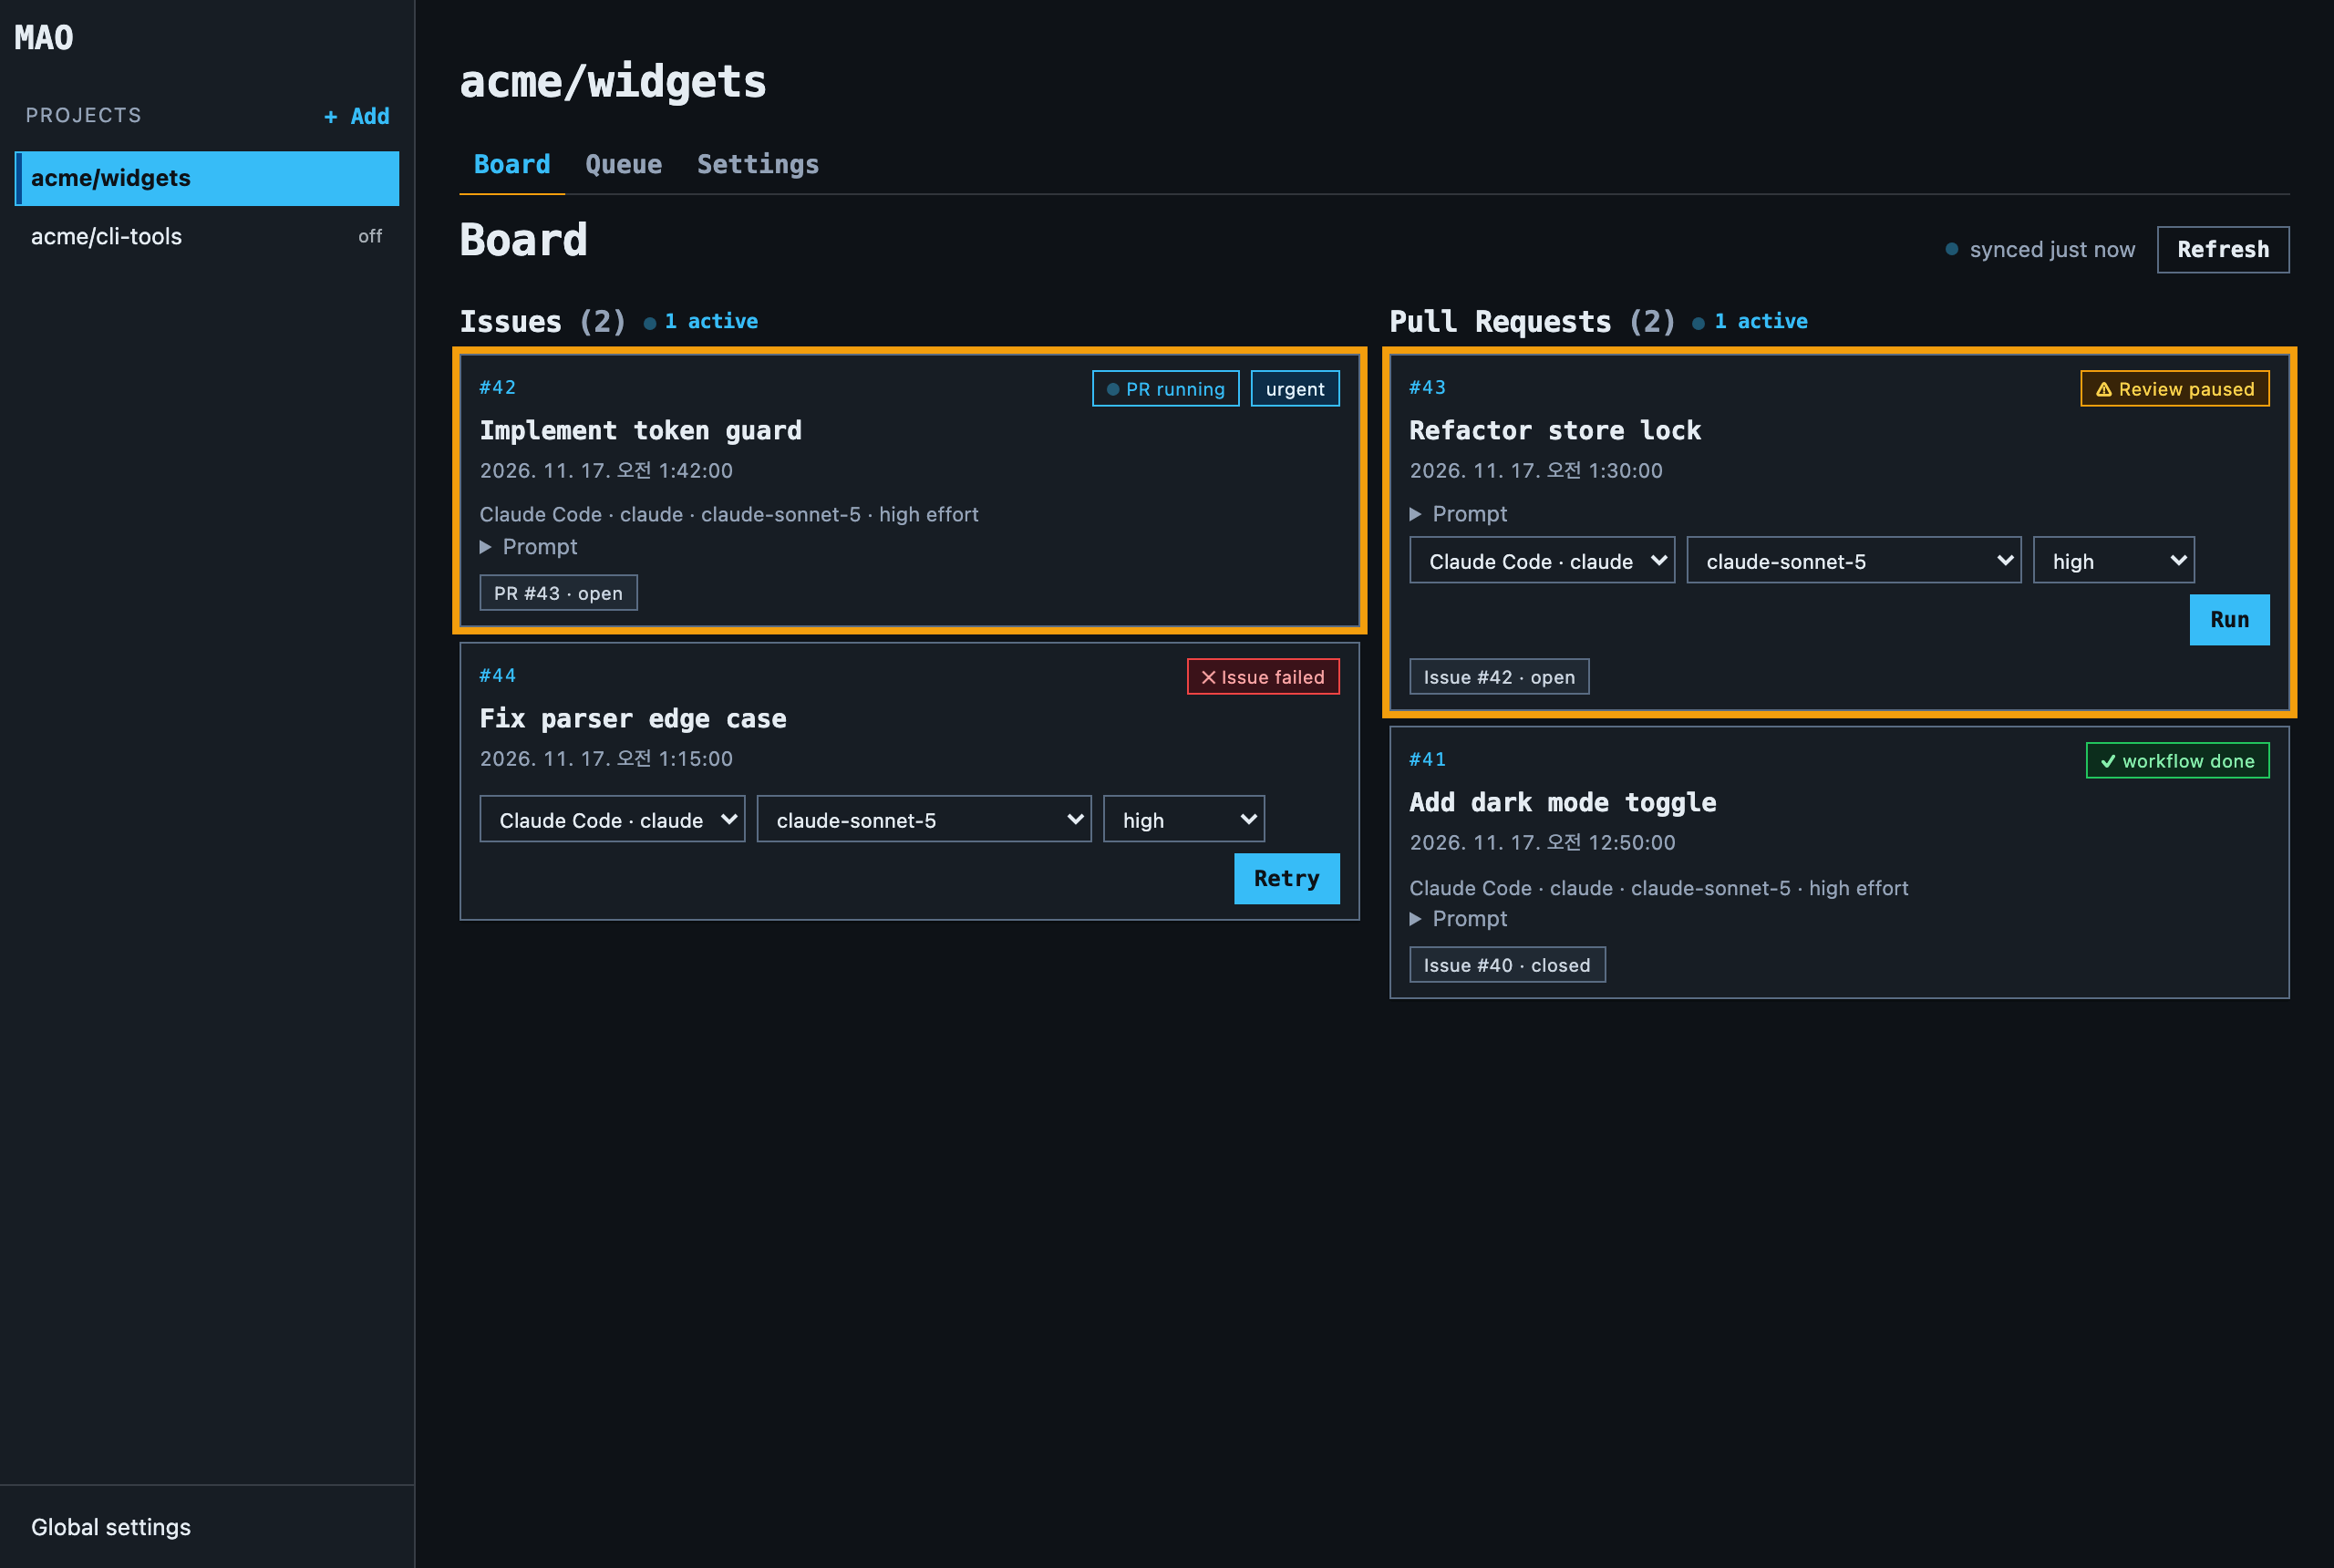 MAO
PROJECTS + Add
acme/widgets
acme/cli-tools off
Global settings
acme/widgets
Board Queue Settings
Board
synced just now Refresh
Issues (2) 1 active
#42 PR running urgent
Implement token guard
2026. 11. 17. 오전 1:42:00
Claude Code · claude · claude-sonnet-5 · high effort
Prompt
PR #43 · open
#44 Issue failed
Fix parser edge case
2026. 11. 17. 오전 1:15:00
Claude Code · claude claude-sonnet-5 high
Retry
Pull Requests (2) 1 active
#43 Review paused
Refactor store lock
2026. 11. 17. 오전 1:30:00
Prompt
Claude Code · claude claude-sonnet-5 high
Run
Issue #42 · open
#41 workflow done
Add dark mode toggle
2026. 11. 17. 오전 12:50:00
Claude Code · claude · claude-sonnet-5 · high effort
Prompt
Issue #40 · closed